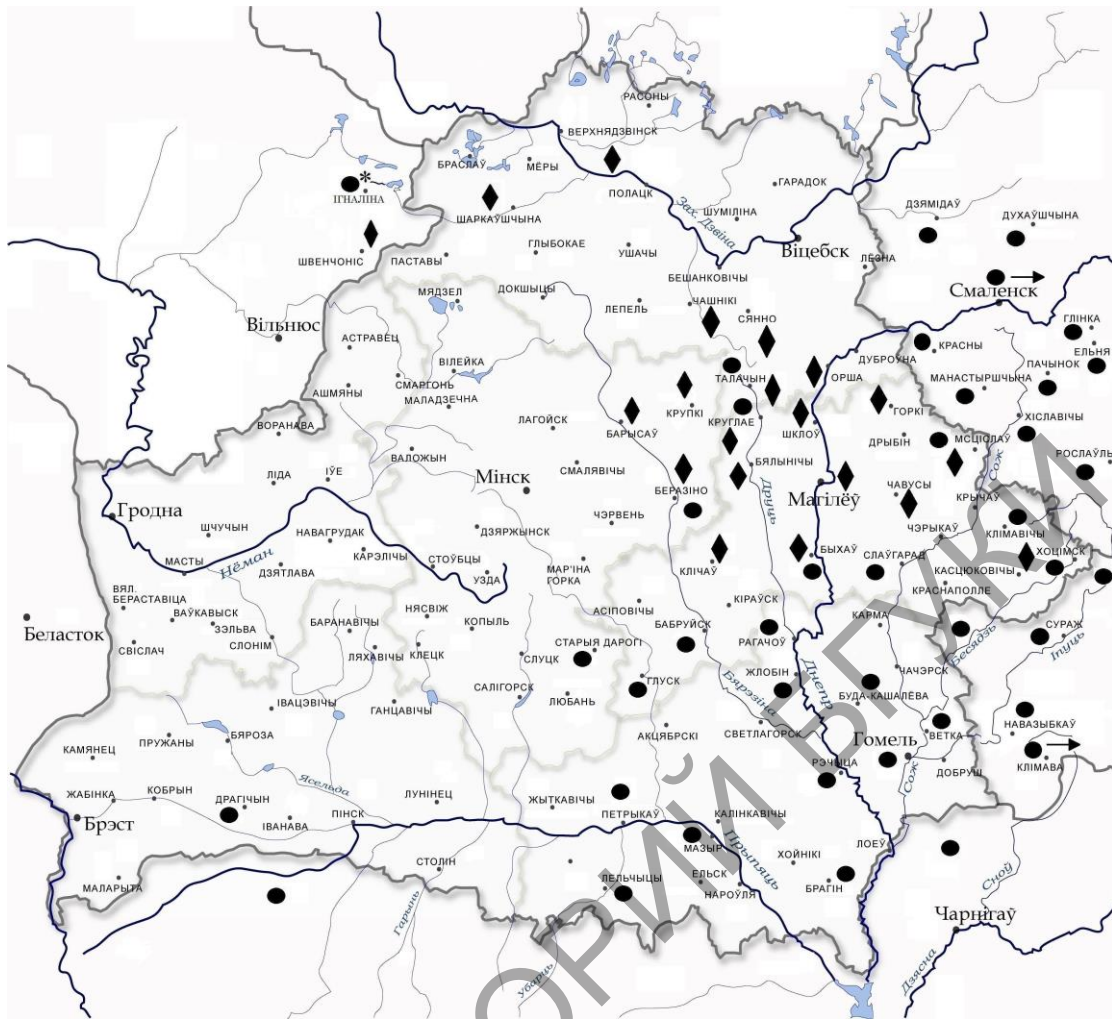 РАСОНЫ
ВЕРХНЯДЗВІНСК
БРАСЛАЎ
МЁРЫ
*
ІГНАЛІНА
ПОЛАЦК
ГАРАДОК
ШАРКАЎШЧЫНА
ШУМІЛІНА
Зах. Дзвіна
ДЗЯМІДАЎ
ДУХАЎШЧЫНА
ШВЕНЧОНІС
ПАСТАВЫ
ГЛЫБОКАЕ
УШАЧЫ
Віцебск
ЛЁЗНА
БЕШАНКОВІЧЫ
МЯДЗЕЛ
ДОКШЫЦЫ
ЛЕПЕЛЬ
ЧАШНІКІ
СЯННО
Смаленск
Вільнюс
АСТРАВЕЦ
ВІЛЕЙКА
ДУБРОЎНА
КРАСНЫ
ГЛІНКА
ЕЛЬНЯ
СМАРГОНЬ
АШМЯНЫ
МАЛАДЗЕЧНА
ТАЛАЧЫН
ОРША
МАНАСТЫРШЧЫНА
ПАЧЫНОК
КРУПКІ
ГОРКІ
ХІСЛАВІЧЫ
ЛАГОЙСК
БАРЫСАЎ
КРУГЛАЕ
ШКЛОЎ
ДРЫБІН
МСЦІСЛАЎ
ВОРАНАВА
ВАЛОЖЫН
СМАЛЯВІЧЫ
БЯЛЫНІЧЫ
РОСЛАЎЛЬ
Сож
ЛІДА
ІЎЕ
Мінск
БЕРАЗІНО
Друць
Магілёў
ЧАВУСЫ
КРЫЧАЎ
Гродна
ШЧУЧЫН
НАВАГРУДАК
КАРЭЛІЧЫ
ДЗЯРЖЫНСК
ЧЭРВЕНЬ
ЧЭРЫКАЎ
КЛІМАВІЧЫ
МАСТЫ
Нёман
ДЗЯТЛАВА
СТОЎБЦЫ
УЗДА
МАР'ІНА
ГОРКА
КЛІЧАЎ
БЫХАЎ
СЛАЎГАРАД
КАСЦЮКОВІЧЫ
ХОЦІМСК
КРАСНАПОЛЛЕ
ВЯЛ.
БЕРАСТАВІЦА
ВАЎКАВЫСК
ЗЭЛЬВА
СЛОНІМ
БАРАНАВІЧЫ
НЯСВІЖ
КОПЫЛЬ
АСІПОВІЧЫ
КІРАЎСК
КАРМА
Беласток
СВІСЛАЧ
ЛЯХАВІЧЫ
КЛЕЦК
СЛУЦК
СТАРЫЯ ДАРОГІ
БАБРУЙСК
РАГАЧОЎ
Бесядзь
СУРАЖ
Іпуць
ЧАЧЭРСК
ІВАЦЭВІЧЫ
ГАНЦАВІЧЫ
САЛІГОРСК
ЛЮБАНЬ
ГЛУСК
Бярэзіна
ЖЛОБІН
Днепр
БУДА-КАШАЛЁВА
КАМЯНЕЦ
ПРУЖАНЫ
БЯРОЗА
АКЦЯБРСКІ
СВЕТЛАГОРСК
ВЕТКА
НАВАЗЫБКАЎ
Гомель
КЛІМАВА
ДОБРУШ
Сож
РЭЧЫЦА
Ясельда
ЖАБІНКА
КОБРЫН
ДРАГІЧЫН
ІВАНАВА
ПІНСК
ЛУНІНЕЦ
ЖЫТКАВІЧЫ
ПЕТРЫКАЎ
КАЛІНКАВІЧЫ
Брэст
МАЗЫР
Прыпяць
ЛОЕЎ
МАЛАРЫТА
СТОЛІН
Гарынь
ЛЕЛЬЧЫЦЫ
ЕЛЬСК
НАРОЎЛЯ
ХОЙНІКІ
БРАГІН
Сноў
Чарнігаў
Убарць
Дзясна
ОРИЙ БГУКИ